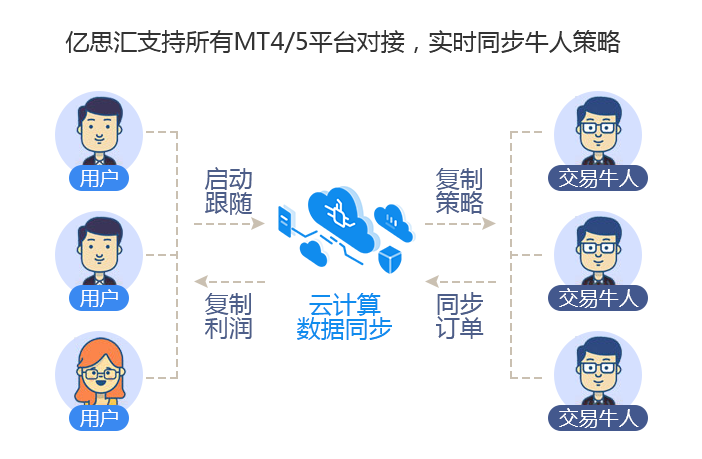 亿思汇支持所有MT4/5平台对接，实时同步牛人策略
用户
用户
用户
启动
跟随
复制
利润
云计算
数据同步
复制
策略
同步
订单
交易牛人
交易牛人
交易牛人